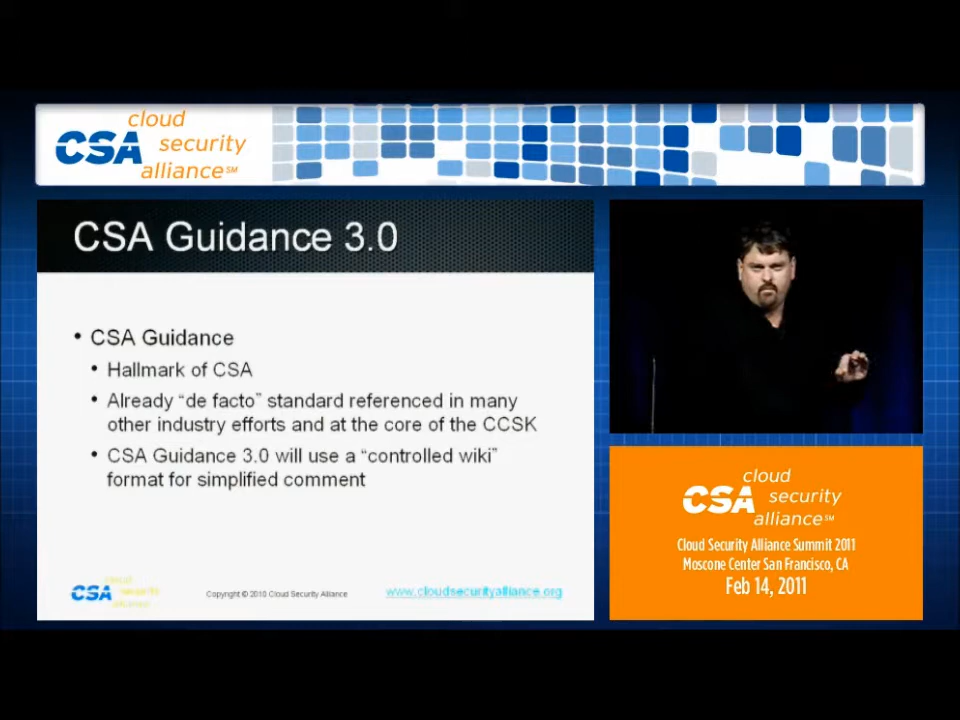 cloud
CSA security
alliance℠
CSA Guidance 3.0
• CSA Guidance
• Hallmark of CSA
• Already “de facto” standard referenced in many
other industry efforts and at the core of the CCSK
• CSA Guidance 3.0 will use a “controlled wiki”
format for simplified comment
cloud
CSA security
alliance
Copyright © 2010 Cloud Security Alliance
www.cloudsecurityalliance.org
cloud
CSA security
alliance℠
Cloud Security Alliance Summit 2011
Moscone Center San Francisco, CA
Feb 14, 2011